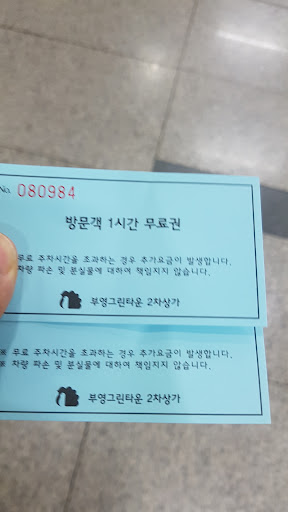 No. 080984
방문객 1시간 무료권
무료 주차시간을 초과하는 경우 추가요금이 발생합니다.
차량 파손 및 분실물에 대하여 책임지지 않습니다.
부영그린타운 2차상가
※ 무료 주차시간을 초과하는 경우 추가요금이 발생합니다.
※ 차량 파손 및 분실물에 대하여 책임지지 않습니다.
부영그린타운 2차상가